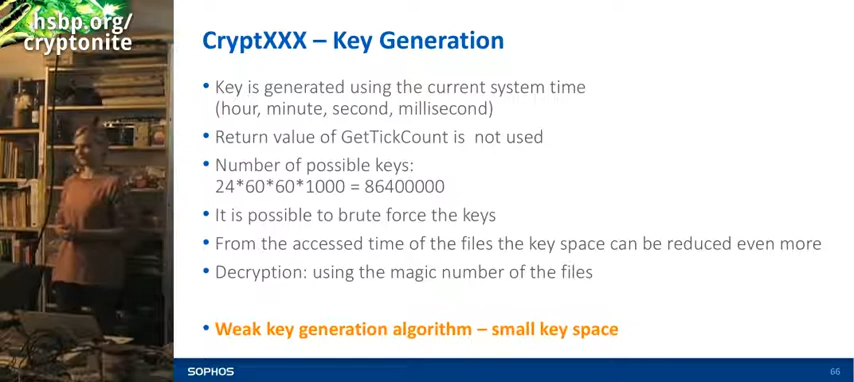 hsbp.org/
cryptonite
CryptXXX – Key Generation
• Key is generated using the current system time
(hour, minute, second, millisecond)
• Return value of GetTickCount is not used
• Number of possible keys:
24*60*60*1000 = 86400000
• It is possible to brute force the keys
• From the accessed time of the files the key space can be reduced even more
• Decryption: using the magic number of the files
• Weak key generation algorithm – small key space
SOPHOS
66